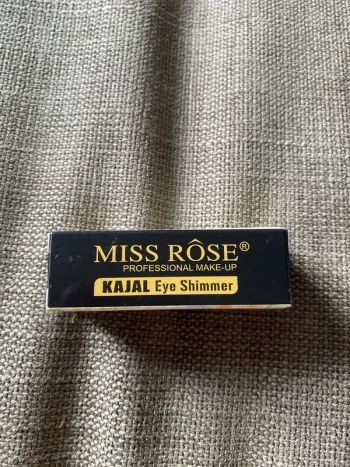 MISS RÔSE®
PROFESSIONAL MAKE-UP
KAJAL Eye Shimmer